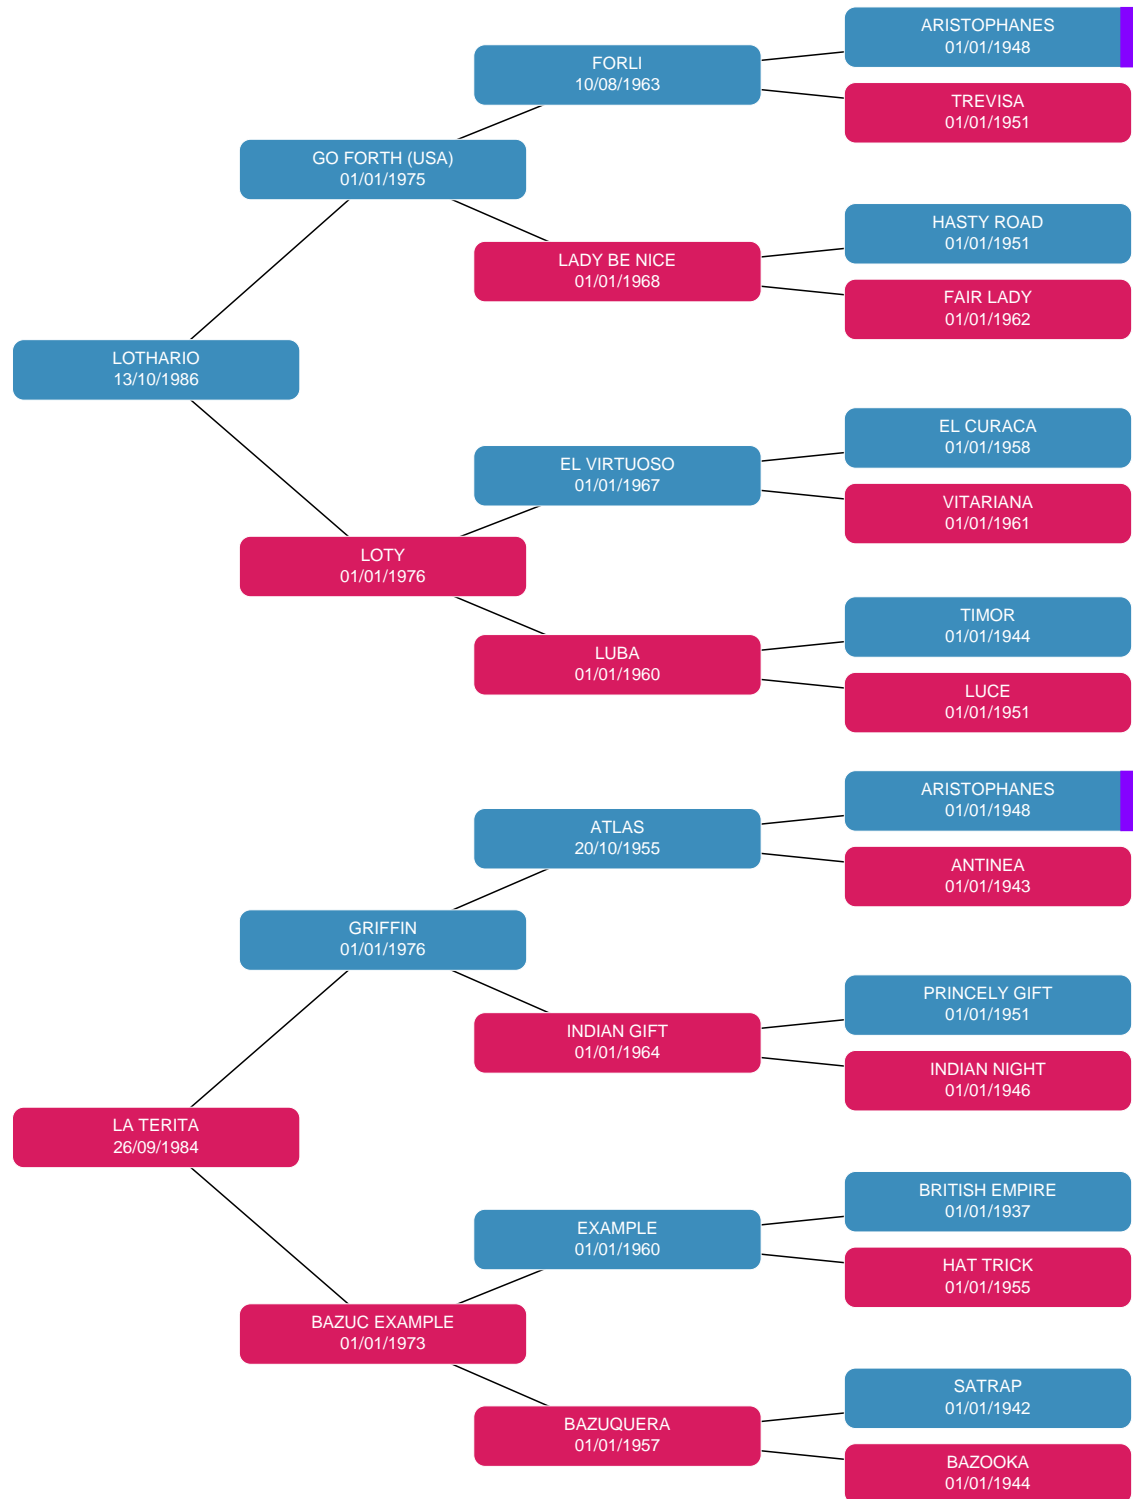 ARISTOPHANES
01/01/1948
FORLI
10/08/1963
TREVISA
01/01/1951
GO FORTH (USA)
01/01/1975
HASTY ROAD
01/01/1951
LADY BE NICE
01/01/1968
FAIR LADY
01/01/1962
LOTHARIO
13/10/1986
EL CURACA
01/01/1958
EL VIRTUOSO
01/01/1967
VITARIANA
01/01/1961
LOTY
01/01/1976
TIMOR
01/01/1944
LUBA
01/01/1960
LUCE
01/01/1951
ARISTOPHANES
01/01/1948
ATLAS
20/10/1955
ANTINEA
01/01/1943
GRIFFIN
01/01/1976
PRINCELY GIFT
01/01/1951
INDIAN GIFT
01/01/1964
INDIAN NIGHT
01/01/1946
LA TERITA
26/09/1984
BRITISH EMPIRE
01/01/1937
EXAMPLE
01/01/1960
HAT TRICK
01/01/1955
BAZUC EXAMPLE
01/01/1973
SATRAP
01/01/1942
BAZUQUERA
01/01/1957
BAZOOKA
01/01/1944